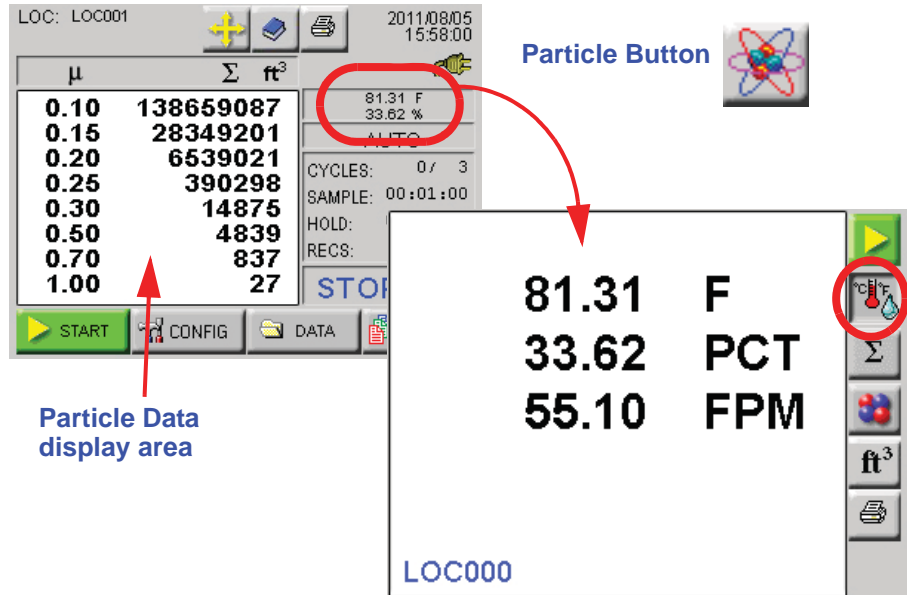 LOC: LOC001
2011/08/05
15:58:00
Particle Button
μ Σ ft³
81.31 F
33.62 %
AUTO
0.10 138659087
0.15 28349201
0.20 6539021
0.25 390298
0.30 14875
0.50 4839
0.70 837
1.00 27
CYCLES: 0/ 3
SAMPLE: 00:01:00
HOLD:
RECS:
START
CONFIG
DATA
Particle Data
display area
81.31 F
33.62 PCT
55.10 FPM
°C °F
Σ
ft³
LOC000